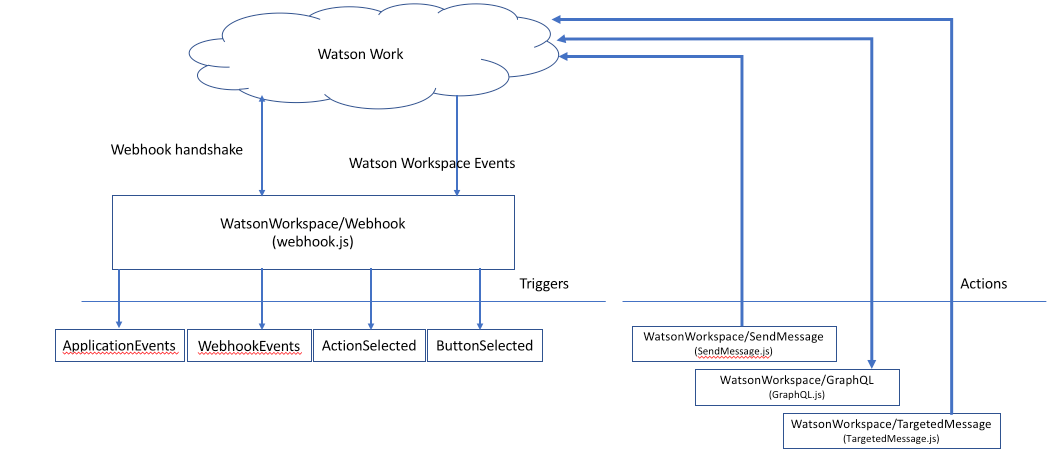 Watson Work
Webhook handshake
Watson Workspace Events
WatsonWorkspace/Webhook
(webhook.js)
Triggers
Actions
ApplicationEvents
WebhookEvents
ActionSelected
ButtonSelected
WatsonWorkspace/SendMessage
(SendMessage.js)
WatsonWorkspace/GraphQL
(GraphQL.js)
WatsonWorkspace/TargetedMessage
(TargetedMessage.js)